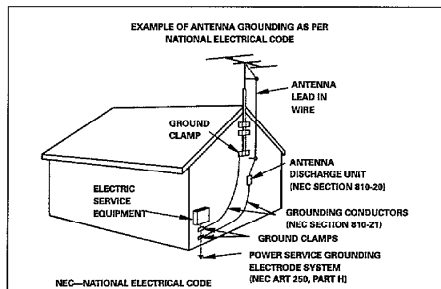 EXAMPLE OF ANTENNA GROUNDING AS PER
NATIONAL ELECTRICAL CODE
ANTENNA
LEAD IN
WIRE
GROUND
CLAMP
ANTENNA
DISCHARGE UNIT
(NEC SECTION 810-20)
ELECTRIC
SERVICE
EQUIPMENT
GROUNDING CONDUCTORS
(NEC SECTION 810-21)
GROUND CLAMPS
POWER SERVICE GROUNDING
ELECTRODE SYSTEM
(NEC ART 250, PART H)
NEC—NATIONAL ELECTRICAL CODE